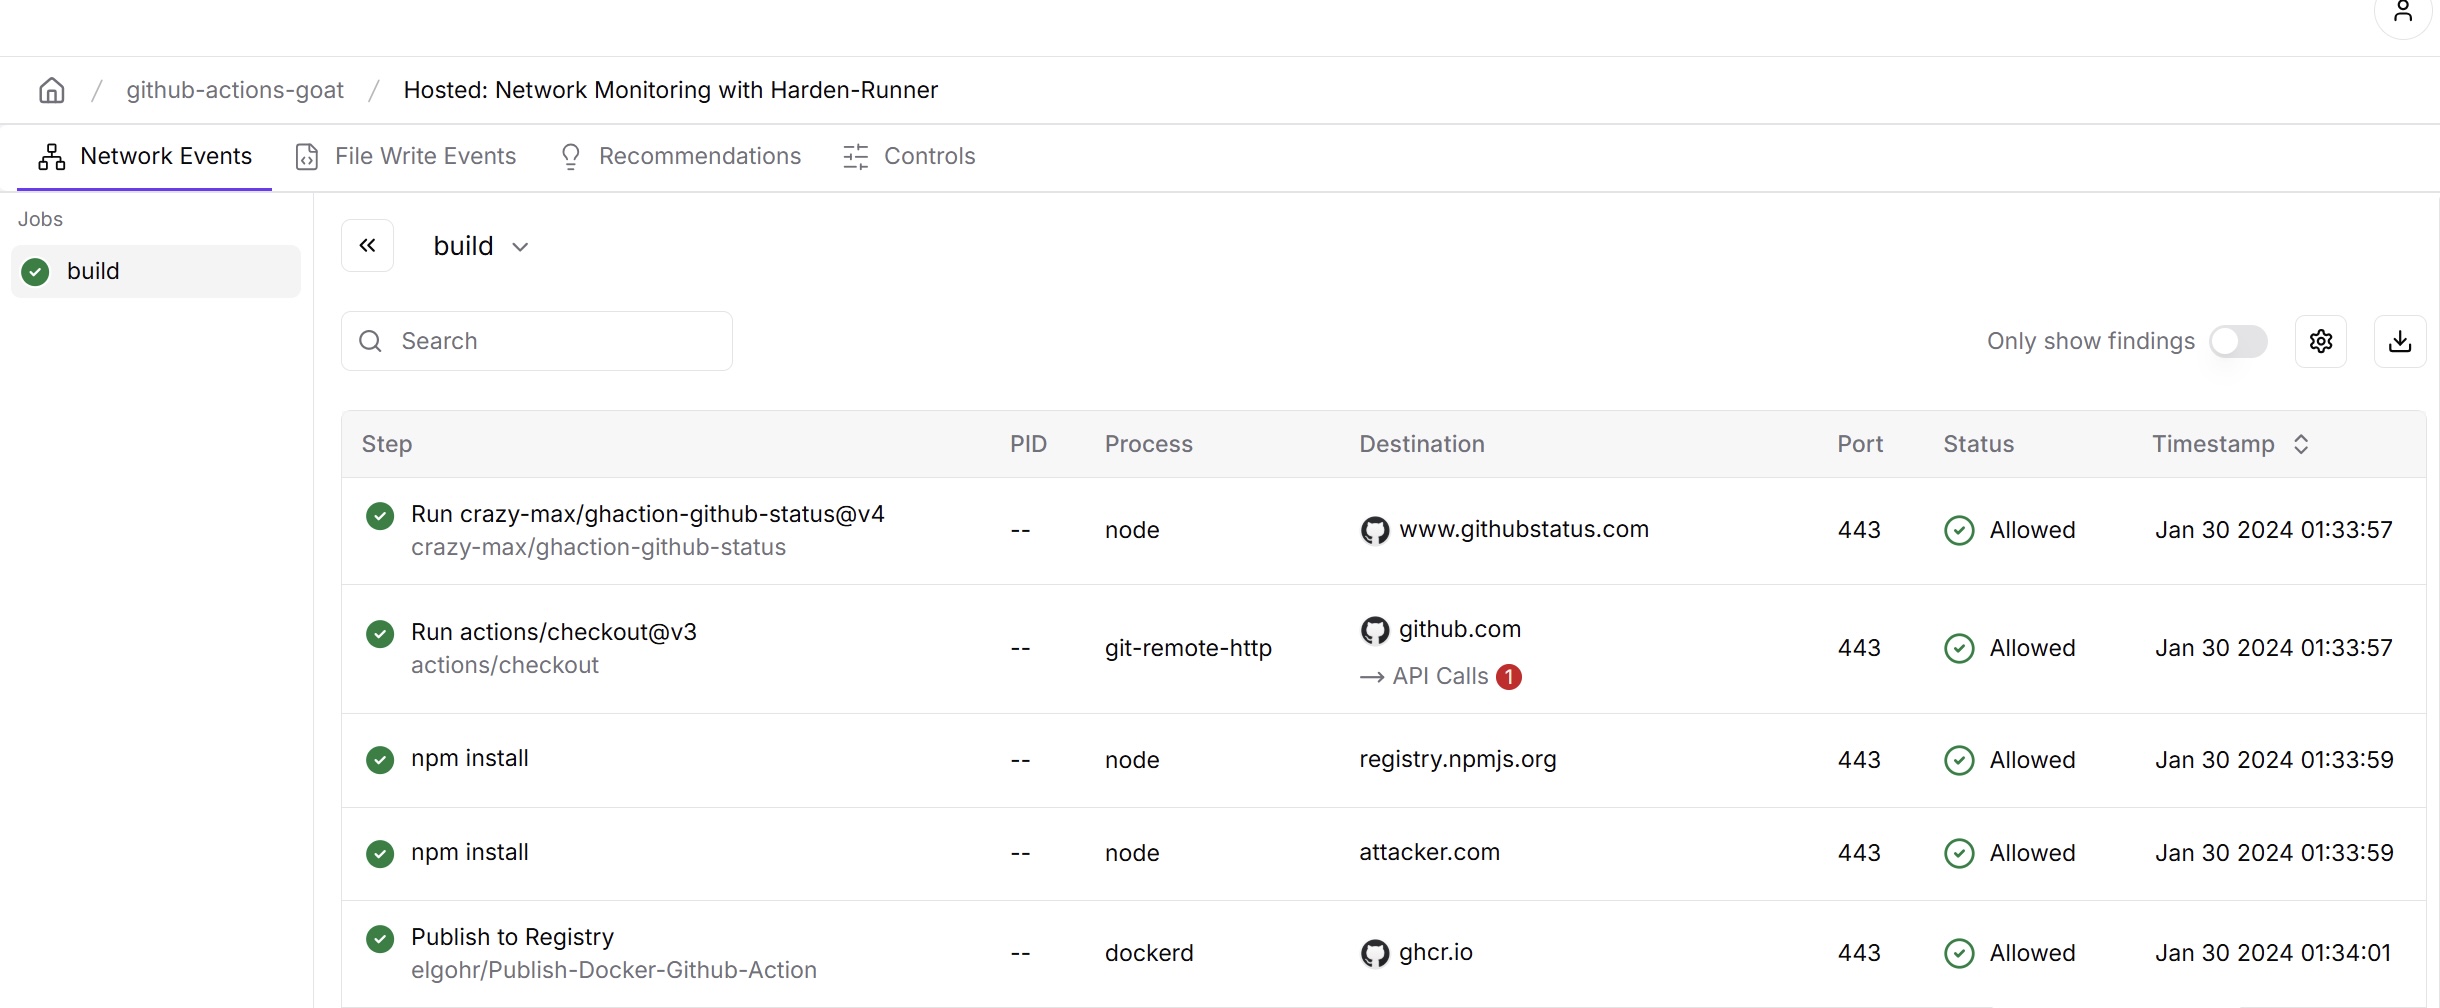 github-actions-goat / Hosted: Network Monitoring with Harden-Runner
Network Events File Write Events Recommendations Controls
Jobs
build
build
Search
Only show findings
Step PID Process Destination Port Status Timestamp
Run crazy-max/ghaction-github-status@v4
crazy-max/ghaction-github-status
-- node www.githubstatus.com 443 Allowed Jan 30 2024 01:33:57
Run actions/checkout@v3
actions/checkout
-- git-remote-http github.com
→ API Calls 1
443 Allowed Jan 30 2024 01:33:57
npm install -- node registry.npmjs.org 443 Allowed Jan 30 2024 01:33:59
npm install -- node attacker.com 443 Allowed Jan 30 2024 01:33:59
Publish to Registry
elgohr/Publish-Docker-Github-Action
-- dockerd ghcr.io 443 Allowed Jan 30 2024 01:34:01